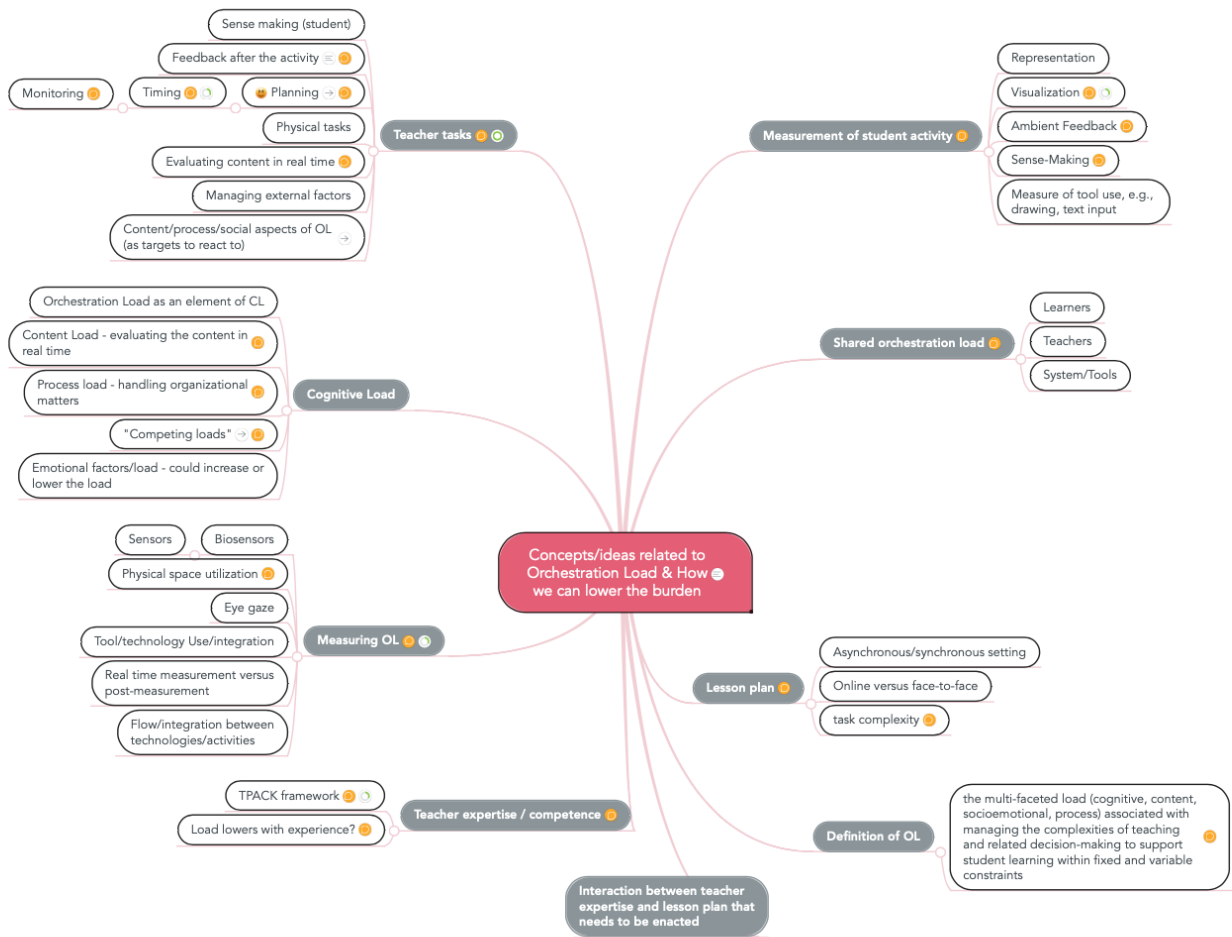 Sense making (student)
Feedback after the activity
Monitoring
Timing
Planning
Physical tasks
Evaluating content in real time
Managing external factors
Content/process/social aspects of OL
(as targets to react to)
Teacher tasks
Orchestration Load as an element of CL
Content Load - evaluating the content in
real time
Process load - handling organizational
matters
"Competing loads"
Emotional factors/load - could increase or
lower the load
Cognitive Load
Sensors
Biosensors
Physical space utilization
Eye gaze
Tool/technology Use/integration
Real time measurement versus
post-measurement
Flow/integration between
technologies/activities
Measuring OL
TPACK framework
Load lowers with experience?
Teacher expertise / competence
Concepts/ideas related to
Orchestration Load & How
we can lower the burden
Interaction between teacher
expertise and lesson plan that
needs to be enacted
Measurement of student activity
Representation
Visualization
Ambient Feedback
Sense-Making
Measure of tool use, e.g.,
drawing, text input
Shared orchestration load
Learners
Teachers
System/Tools
Lesson plan
Asynchronous/synchronous setting
Online versus face-to-face
task complexity
Definition of OL
the multi-faceted load (cognitive, content,
socioemotional, process) associated with
managing the complexities of teaching
and related decision-making to support
student learning within fixed and variable
constraints